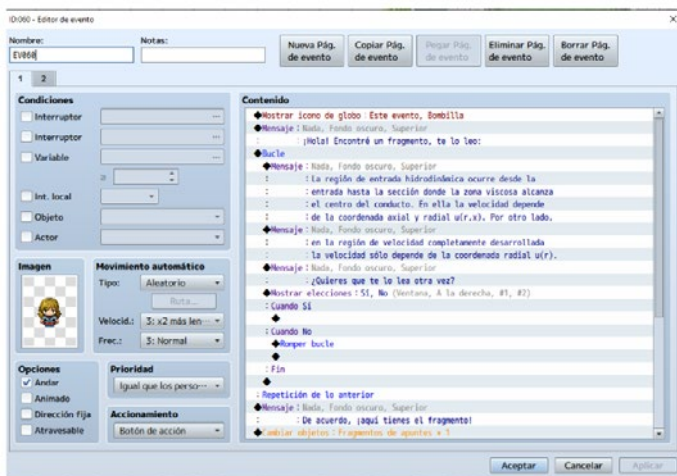 ID:060 - Editor de evento
Nombre:
Notas:
EV060
Nueva Pág. de evento
Copiar Pág. de evento
Pegar Pág. de evento
Eliminar Pág. de evento
Borrar Pág. de evento
1 2
Condiciones
Interruptor
Interruptor
Variable
≥
Int. local
Objeto
Actor
Imagen
Movimiento automático
Tipo: Aleatorio
Ruta...
Velocid.: 3: x2 más len···
Frec.: 3: Normal
Opciones
Andar
Animado
Dirección fija
Atravesable
Prioridad
Igual que los perso···
Accionamiento
Botón de acción
Contenido
◆Mostrar icono de globo : Este evento, Bombilla
◆Mensaje : Nada, Fondo oscuro, Superior
: : ¡Hola! Encontré un fragmento, te lo leo:
◆Bucle
◆Mensaje : Nada, Fondo oscuro, Superior
: : La región de entrada hidrodinámica ocurre desde la
: : entrada hasta la sección donde la zona viscosa alcanza
: : el centro del conducto. En ella la velocidad depende
: : de la coordenada axial y radial u(r,x). Por otro lado.
◆Mensaje : Nada, Fondo oscuro, Superior
: : en la región de velocidad completamente desarrollada
: : la velocidad sólo depende de la coordenada radial u(r).
◆Mensaje : Nada, Fondo oscuro, Superior
: : ¿Quieres que te lo lea otra vez?
◆Mostrar elecciones : Sí, No (Ventana, A la derecha, #1, #2)
: Cuando Sí
◆
: Cuando No
◆Romper bucle
◆
: Fin
◆
: Repetición de lo anterior
◆Mensaje : Nada, Fondo oscuro, Superior
: : De acuerdo, ¡aquí tienes el fragmento!
◆Cambiar objetos : Fragmentos de apuntes + 1
Aceptar
Cancelar
Aplicar